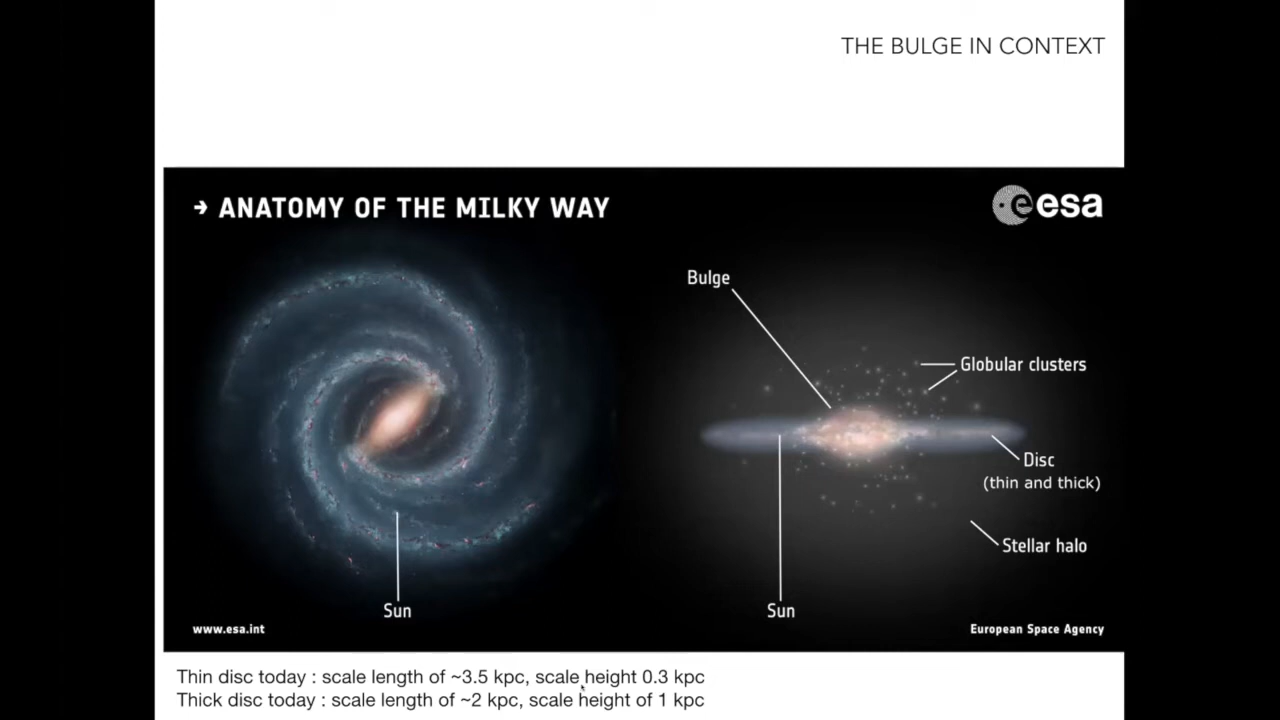 THE BULGE IN CONTEXT
→ ANATOMY OF THE MILKY WAY
esa
Bulge
Globular clusters
Disc
(thin and thick)
Stellar halo
Sun
Sun
www.esa.int
European Space Agency
Thin disc today : scale length of ~3.5 kpc, scale height 0.3 kpc
Thick disc today : scale length of ~2 kpc, scale height of 1 kpc